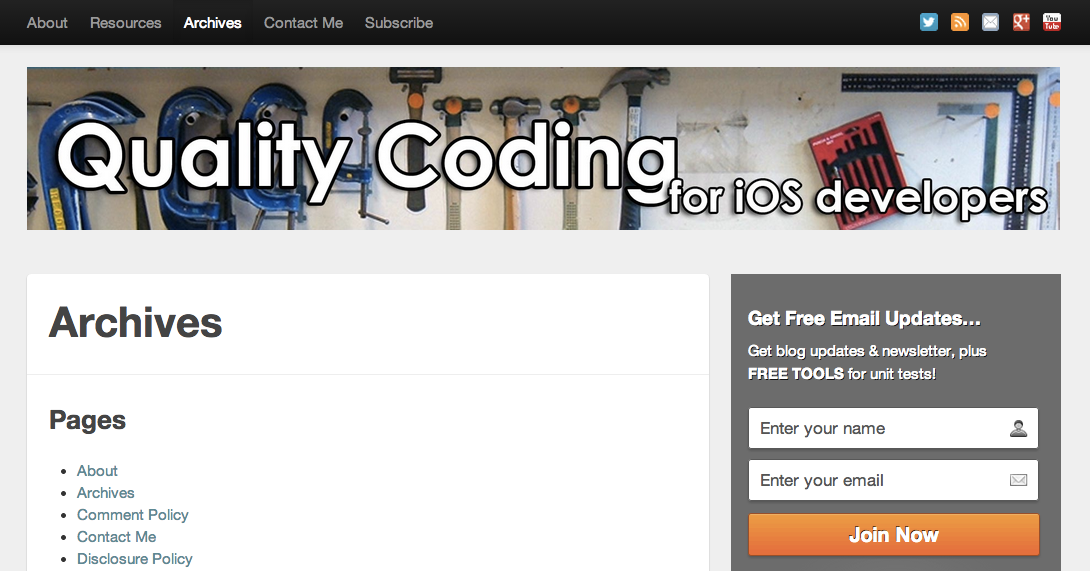 About Resources Archives Contact Me Subscribe
You
Tube
Quality Coding
for iOS developers
Archives
Pages
About
Archives
Comment Policy
Contact Me
Disclosure Policy
Get Free Email Updates...
Get blog updates & newsletter, plus
FREE TOOLS for unit tests!
Enter your name
Enter your email
Join Now